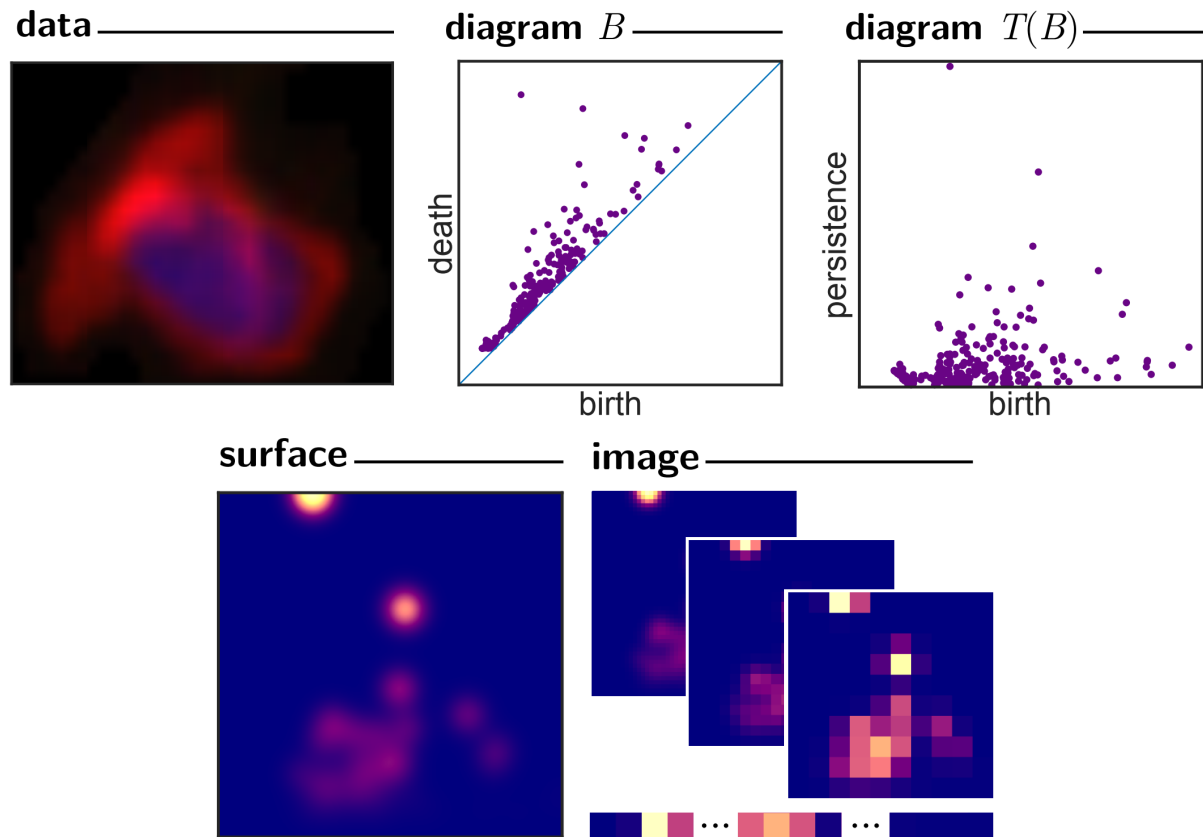 data
diagram B
diagram T(B)
death
birth
persistence
birth
surface
image
...
...